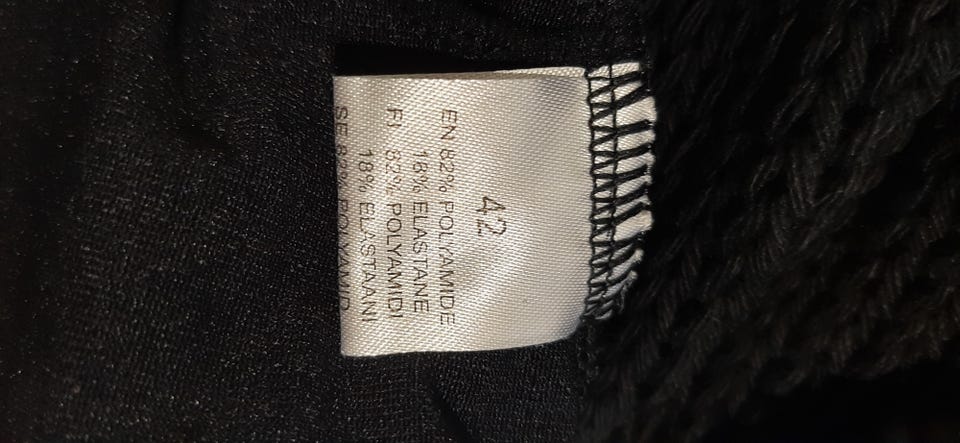 42
EN 82% POLYAMIDE
18% ELASTANE
FI 82% POLYAMIDI
18% ELASTAANI
SE 82% POLYAMID